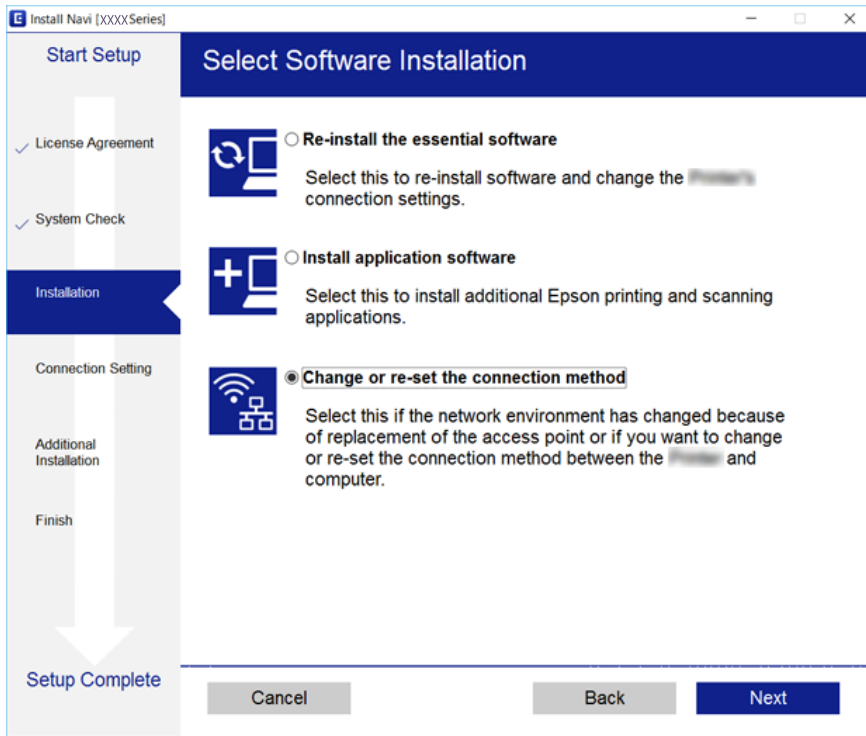 Install Navi [XXXX Series]
Start Setup
License Agreement
System Check
Installation
Connection Setting
Additional
Installation
Finish
Setup Complete
Select Software Installation
Re-install the essential software
Select this to re-install software and change the
connection settings.
Install application software
Select this to install additional Epson printing and scanning
applications.
Change or re-set the connection method
Select this if the network environment has changed because
of replacement of the access point or if you want to change
or re-set the connection method between the and
computer.
Cancel
Back
Next